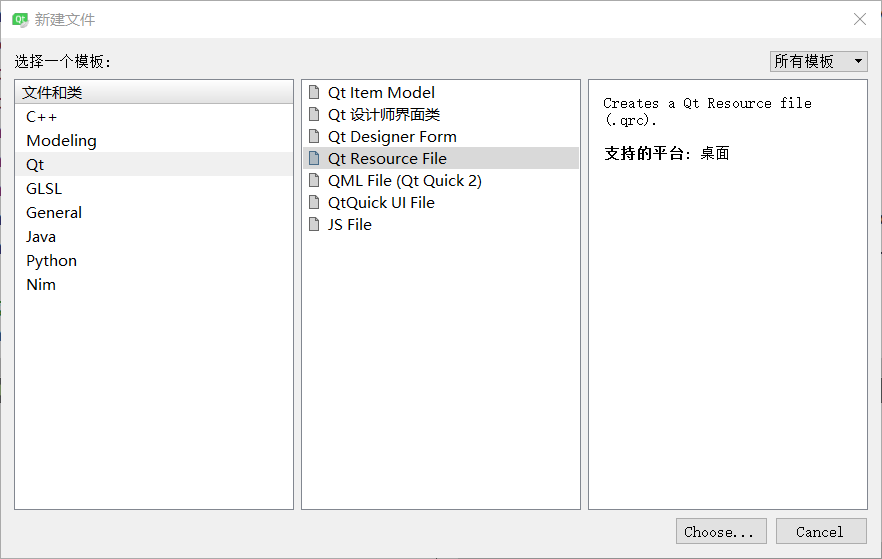 Qt 新建文件
选择一个模板:
所有模板
文件和类
C++
Modeling
Qt
GLSL
General
Java
Python
Nim
Qt Item Model
Qt 设计师界面类
Qt Designer Form
Qt Resource File
QML File (Qt Quick 2)
QtQuick UI File
JS File
Creates a Qt Resource file
(.qrc).
支持的平台: 桌面
Choose...
Cancel